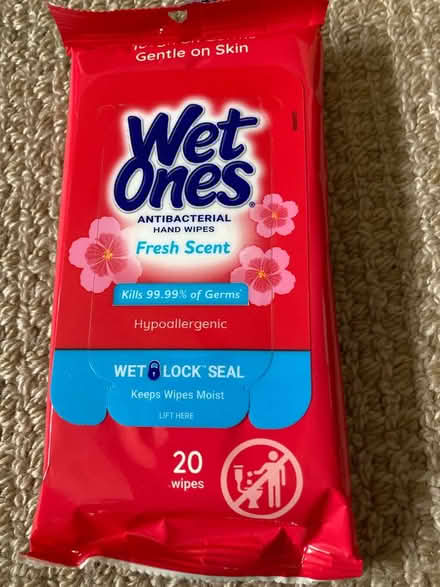 Gentle on Skin
Wet
Ones®
ANTIBACTERIAL
HAND WIPES
Fresh Scent
Kills 99.99% of Germs*
Hypoallergenic
WET LOCK™ SEAL
Keeps Wipes Moist
LIFT HERE
20
wipes